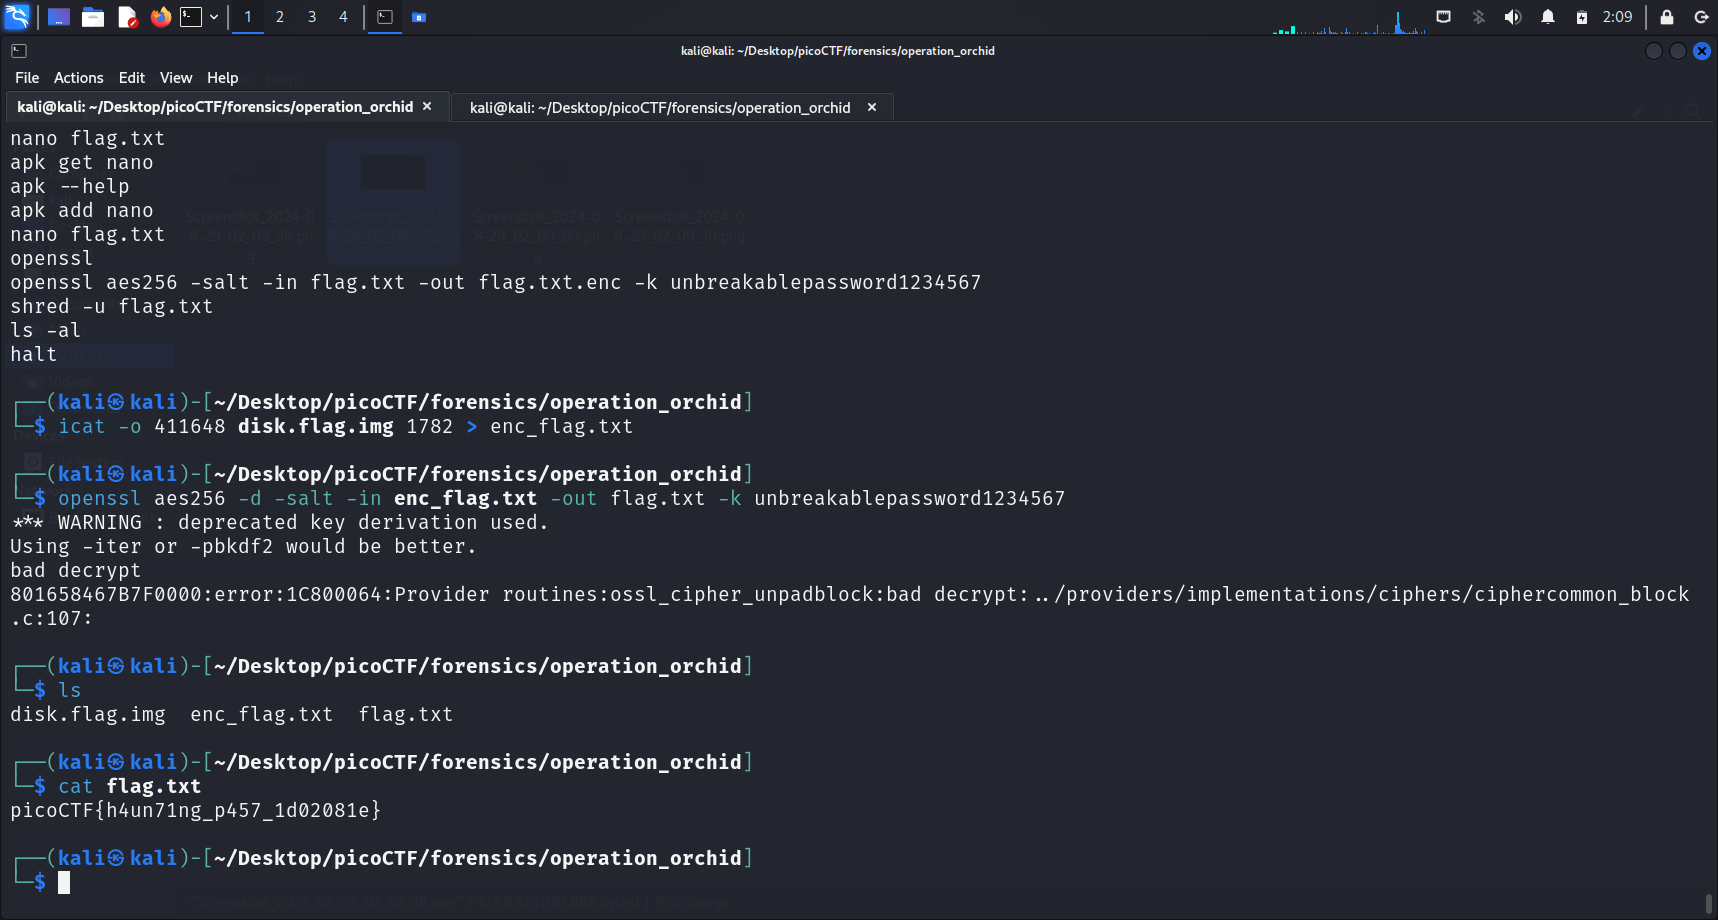 1 2 3 4
2:09
kali@kali: ~/Desktop/picoCTF/forensics/operation_orchid
File Actions Edit View Help
kali@kali: ~/Desktop/picoCTF/forensics/operation_orchid × kali@kali: ~/Desktop/picoCTF/forensics/operation_orchid ×
nano flag.txt
apk get nano
apk --help
apk add nano
nano flag.txt
openssl
openssl aes256 -salt -in flag.txt -out flag.txt.enc -k unbreakablepassword1234567
shred -u flag.txt
ls -al
halt
┌──(kali㉿kali)-[~/Desktop/picoCTF/forensics/operation_orchid]
└─$ icat -o 411648 disk.flag.img 1782 > enc_flag.txt
┌──(kali㉿kali)-[~/Desktop/picoCTF/forensics/operation_orchid]
└─$ openssl aes256 -d -salt -in enc_flag.txt -out flag.txt -k unbreakablepassword1234567
*** WARNING : deprecated key derivation used.
Using -iter or -pbkdf2 would be better.
bad decrypt
801658467B7F0000:error:1C800064:Provider routines:ossl_cipher_unpadblock:bad decrypt:../providers/implementations/ciphers/ciphercommon_block
.c:107:
┌──(kali㉿kali)-[~/Desktop/picoCTF/forensics/operation_orchid]
└─$ ls
disk.flag.img enc_flag.txt flag.txt
┌──(kali㉿kali)-[~/Desktop/picoCTF/forensics/operation_orchid]
└─$ cat flag.txt
picoCTF{h4un71ng_p457_1d02081e}
┌──(kali㉿kali)-[~/Desktop/picoCTF/forensics/operation_orchid]
└─$